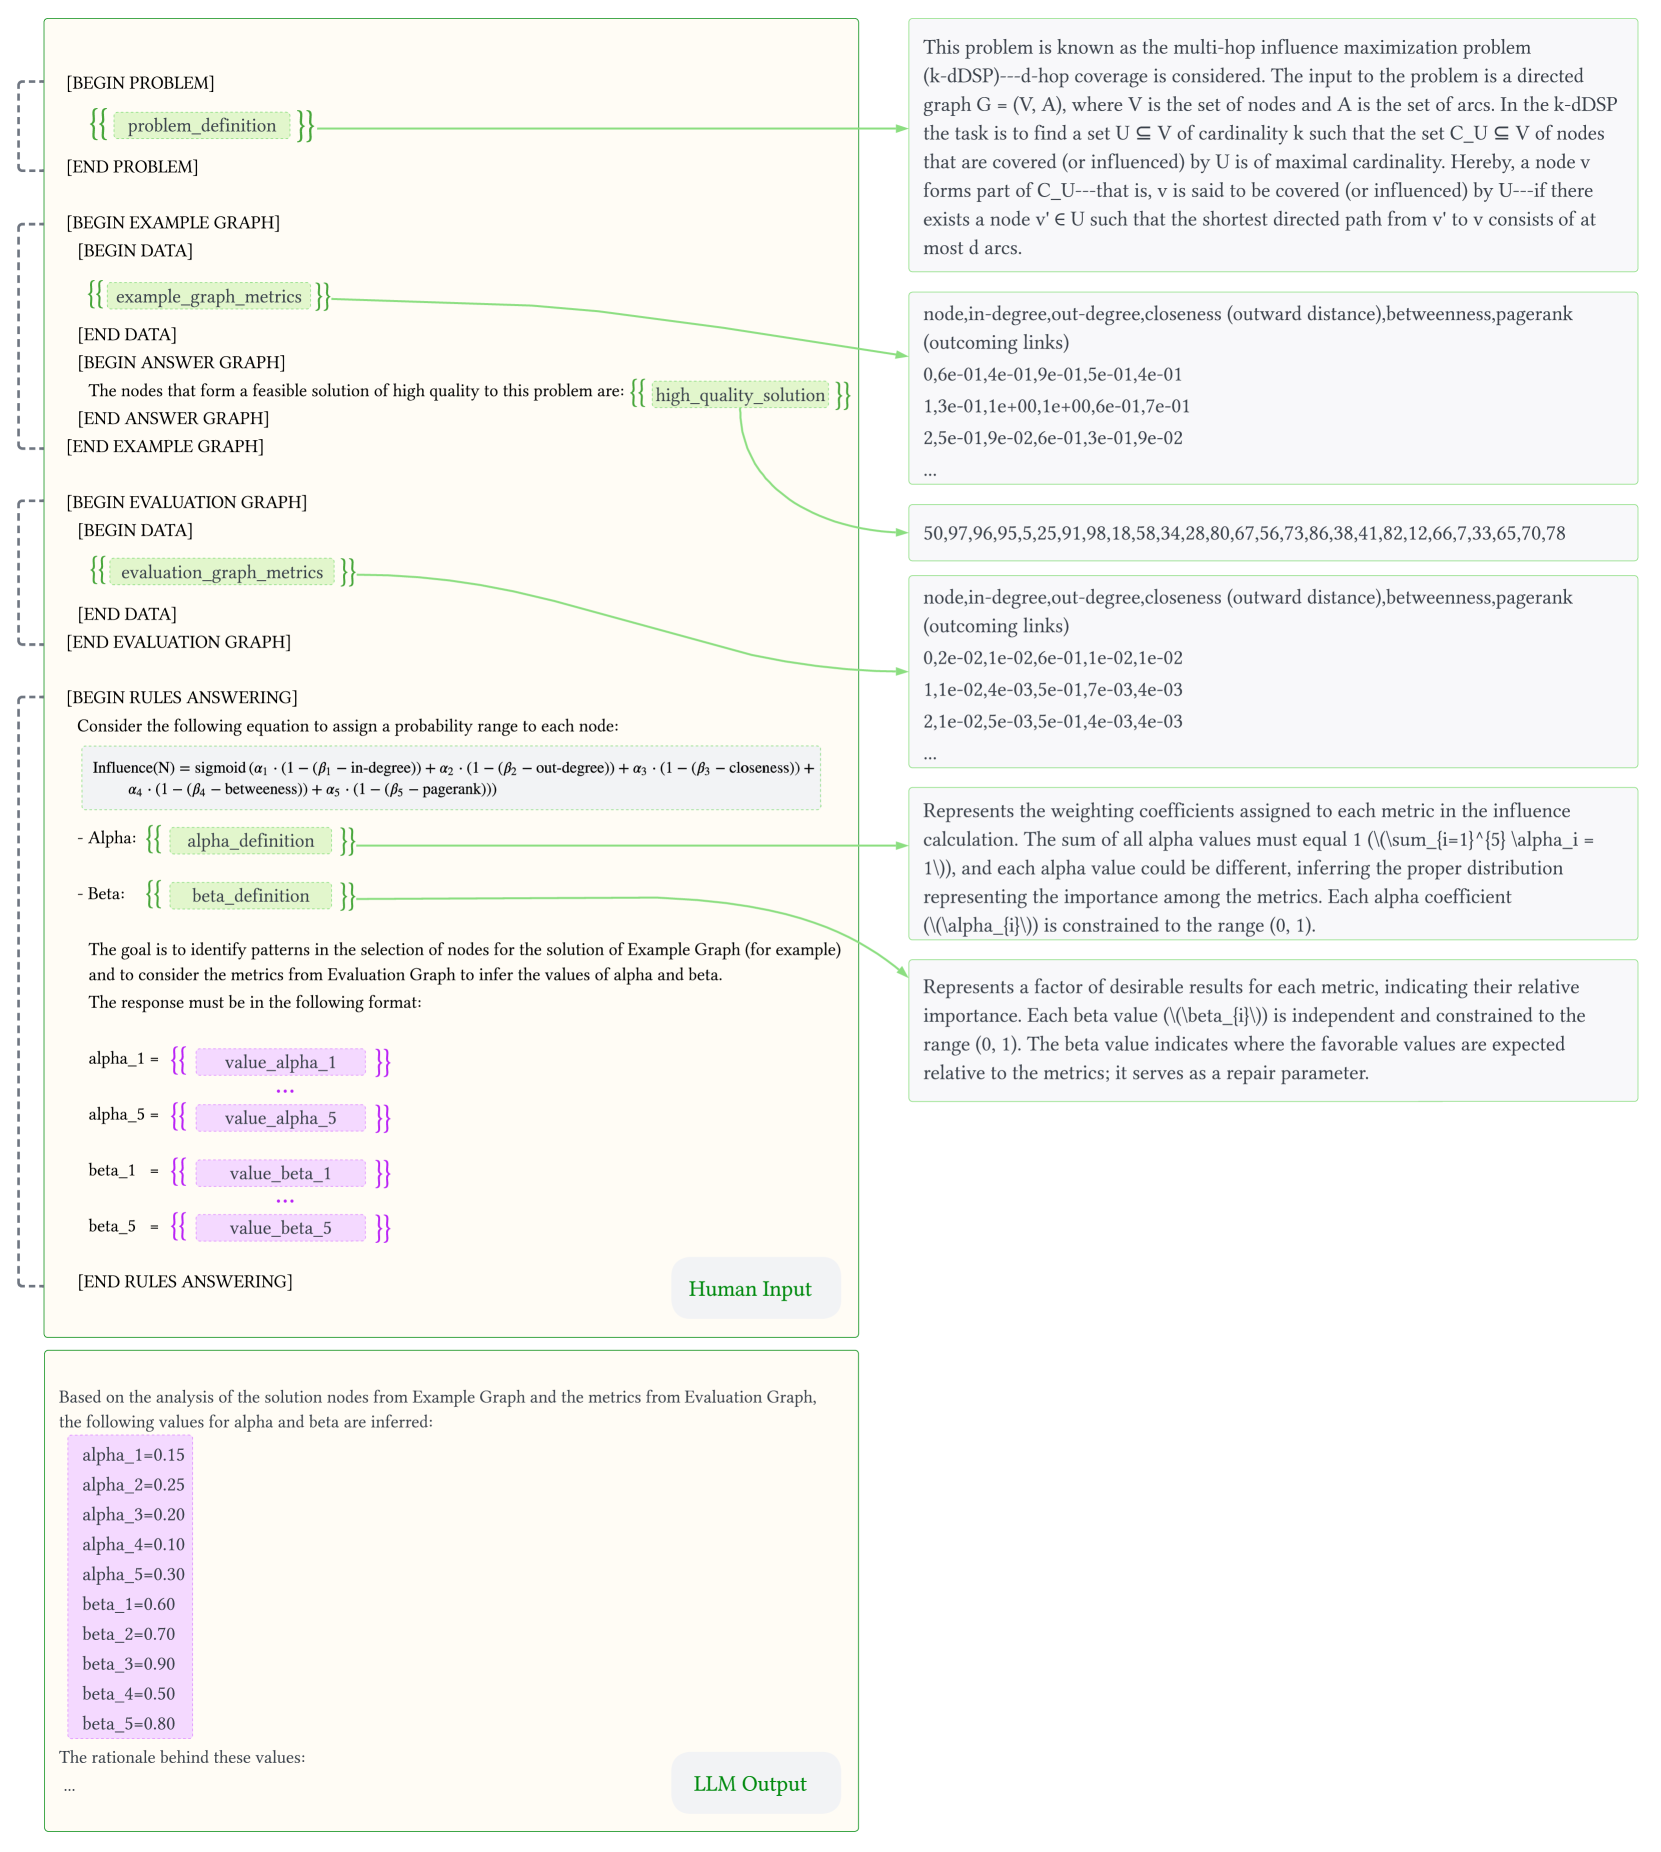 [BEGIN PROBLEM]
{{ problem_definition }}
[END PROBLEM]
[BEGIN EXAMPLE GRAPH]
[BEGIN DATA]
{{ example_graph_metrics }}
[END DATA]
[BEGIN ANSWER GRAPH]
The nodes that form a feasible solution of high quality to this problem are: {{ high_quality_solution }}
[END ANSWER GRAPH]
[END EXAMPLE GRAPH]
[BEGIN EVALUATION GRAPH]
[BEGIN DATA]
{{ evaluation_graph_metrics }}
[END DATA]
[END EVALUATION GRAPH]
[BEGIN RULES ANSWERING]
Consider the following equation to assign a probability range to each node:
Influence(N) = sigmoid (α₁ · (1 − (β₁ − in-degree)) + α₂ · (1 − (β₂ − out-degree)) + α₃ · (1 − (β₃ − closeness)) +
α₄ · (1 − (β₄ − betweeness)) + α₅ · (1 − (β₅ − pagerank)))
- Alpha: {{ alpha_definition }}
- Beta: {{ beta_definition }}
The goal is to identify patterns in the selection of nodes for the solution of Example Graph (for example)
and to consider the metrics from Evaluation Graph to infer the values of alpha and beta.
The response must be in the following format:
alpha_1 = {{ value_alpha_1 }}
...
alpha_5 = {{ value_alpha_5 }}
beta_1 = {{ value_beta_1 }}
...
beta_5 = {{ value_beta_5 }}
[END RULES ANSWERING]
Human Input
This problem is known as the multi-hop influence maximization problem
(k-dDSP)---d-hop coverage is considered. The input to the problem is a directed
graph G = (V, A), where V is the set of nodes and A is the set of arcs. In the k-dDSP
the task is to find a set U ⊆ V of cardinality k such that the set C_U ⊆ V of nodes
that are covered (or influenced) by U is of maximal cardinality. Hereby, a node v
forms part of C_U---that is, v is said to be covered (or influenced) by U---if there
exists a node v' ∈ U such that the shortest directed path from v' to v consists of at
most d arcs.
node,in-degree,out-degree,closeness (outward distance),betweenness,pagerank
(outcoming links)
0,6e-01,4e-01,9e-01,5e-01,4e-01
1,3e-01,1e+00,1e+00,6e-01,7e-01
2,5e-01,9e-02,6e-01,3e-01,9e-02
...
50,97,96,95,5,25,91,98,18,58,34,28,80,67,56,73,86,38,41,82,12,66,7,33,65,70,78
node,in-degree,out-degree,closeness (outward distance),betweenness,pagerank
(outcoming links)
0,2e-02,1e-02,6e-01,1e-02,1e-02
1,1e-02,4e-03,5e-01,7e-03,4e-03
2,1e-02,5e-03,5e-01,4e-03,4e-03
...
Represents the weighting coefficients assigned to each metric in the influence
calculation. The sum of all alpha values must equal 1 (\(\sum_{i=1}^{5} \alpha_i =
1\)), and each alpha value could be different, inferring the proper distribution
representing the importance among the metrics. Each alpha coefficient
(\(\alpha_{i}\)) is constrained to the range (0, 1).
Represents a factor of desirable results for each metric, indicating their relative
importance. Each beta value (\(\beta_{i}\)) is independent and constrained to the
range (0, 1). The beta value indicates where the favorable values are expected
relative to the metrics; it serves as a repair parameter.
Based on the analysis of the solution nodes from Example Graph and the metrics from Evaluation Graph,
the following values for alpha and beta are inferred:
alpha_1=0.15
alpha_2=0.25
alpha_3=0.20
alpha_4=0.10
alpha_5=0.30
beta_1=0.60
beta_2=0.70
beta_3=0.90
beta_4=0.50
beta_5=0.80
The rationale behind these values:
...
LLM Output